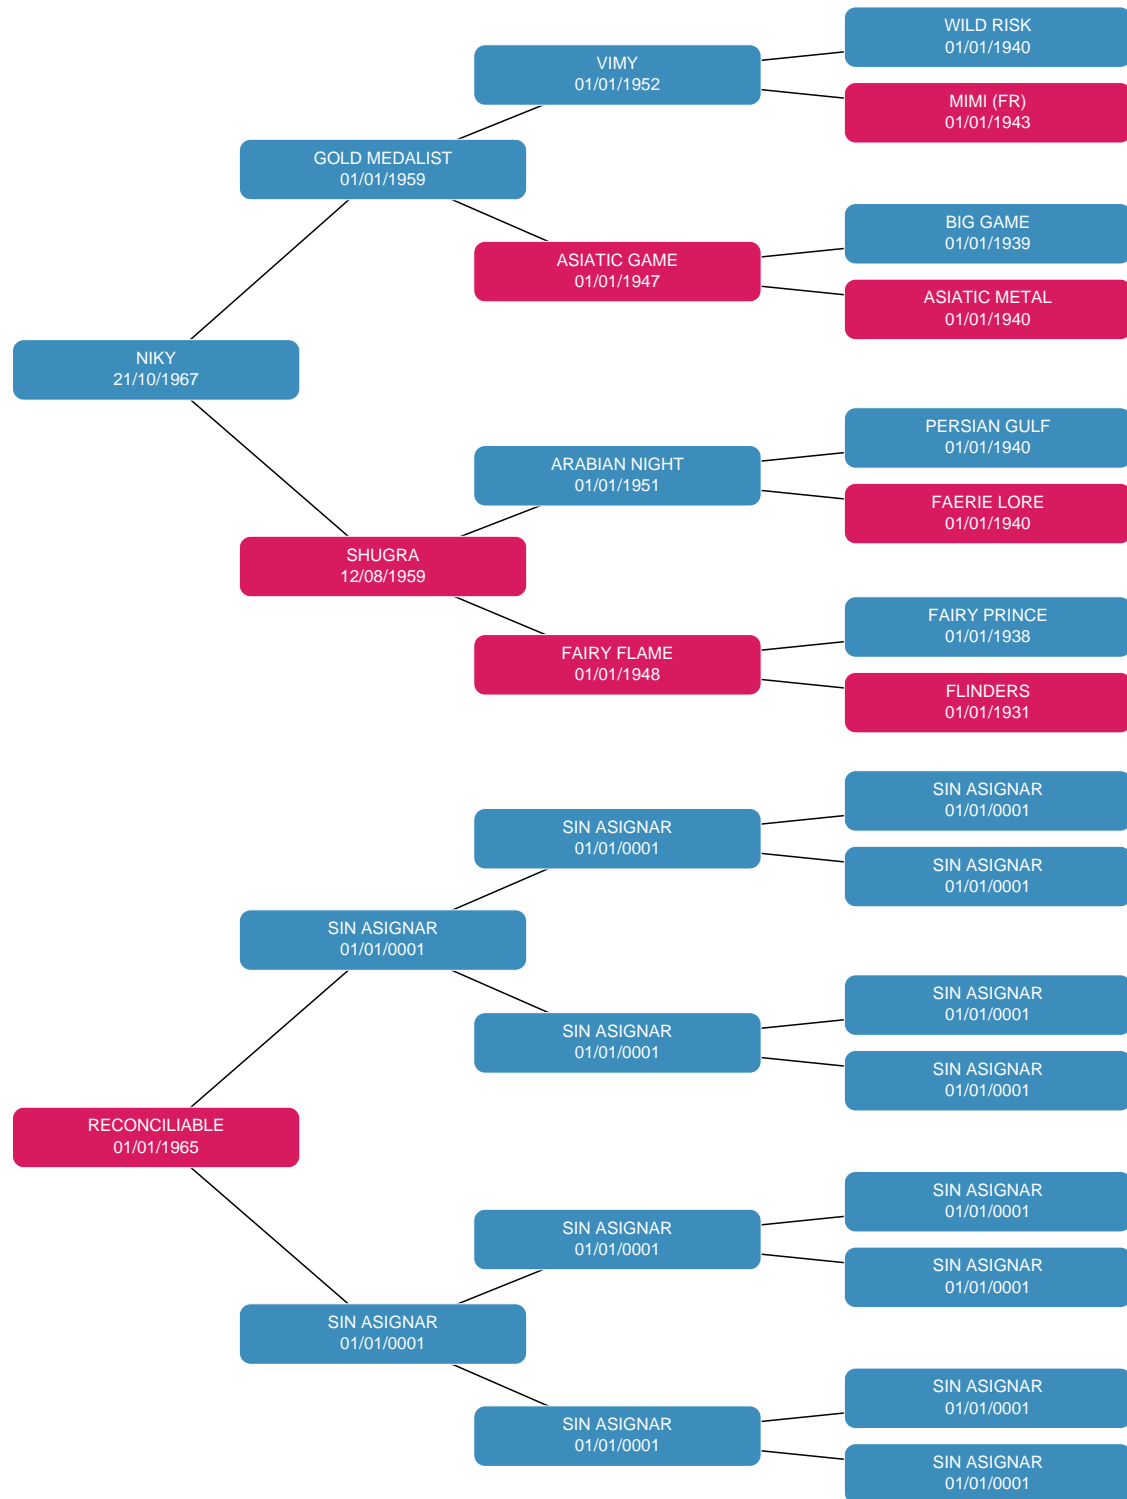 WILD RISK
01/01/1940
VIMY
01/01/1952
MIMI (FR)
01/01/1943
GOLD MEDALIST
01/01/1959
BIG GAME
01/01/1939
ASIATIC GAME
01/01/1947
ASIATIC METAL
01/01/1940
NIKY
21/10/1967
PERSIAN GULF
01/01/1940
ARABIAN NIGHT
01/01/1951
FAERIE LORE
01/01/1940
SHUGRA
12/08/1959
FAIRY PRINCE
01/01/1938
FAIRY FLAME
01/01/1948
FLINDERS
01/01/1931
SIN ASIGNAR
01/01/0001
SIN ASIGNAR
01/01/0001
SIN ASIGNAR
01/01/0001
SIN ASIGNAR
01/01/0001
SIN ASIGNAR
01/01/0001
SIN ASIGNAR
01/01/0001
SIN ASIGNAR
01/01/0001
RECONCILIABLE
01/01/1965
SIN ASIGNAR
01/01/0001
SIN ASIGNAR
01/01/0001
SIN ASIGNAR
01/01/0001
SIN ASIGNAR
01/01/0001
SIN ASIGNAR
01/01/0001
SIN ASIGNAR
01/01/0001
SIN ASIGNAR
01/01/0001